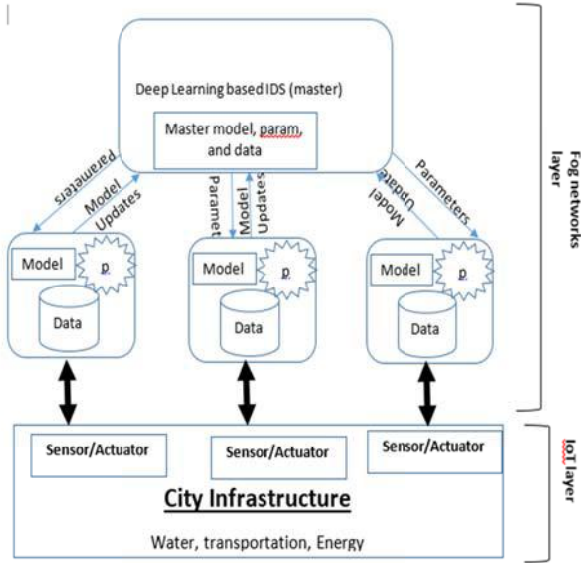 Deep Learning based IDS (master)
Master model, param,
and data
Fog networks
layer
Parameters
Model
Updates
Paramet
Model
Updates
Model
Update
Parameters
Model
p
Data
Model
p
Data
Model
p
Data
Sensor/Actuator
Sensor/Actuator
Sensor/Actuator
City Infrastructure
Water, transportation, Energy
IoT layer